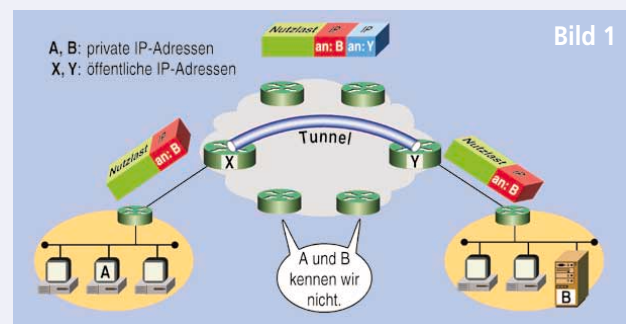 Bild 1
A, B: private IP-Adressen
X, Y: öffentliche IP-Adressen
Nutzlast IP IP
an: B an: Y
Tunnel
X
Y
Nutzlast IP
an: B
Nutzlast IP
an: B
A
B
A und B
kennen wir
nicht.